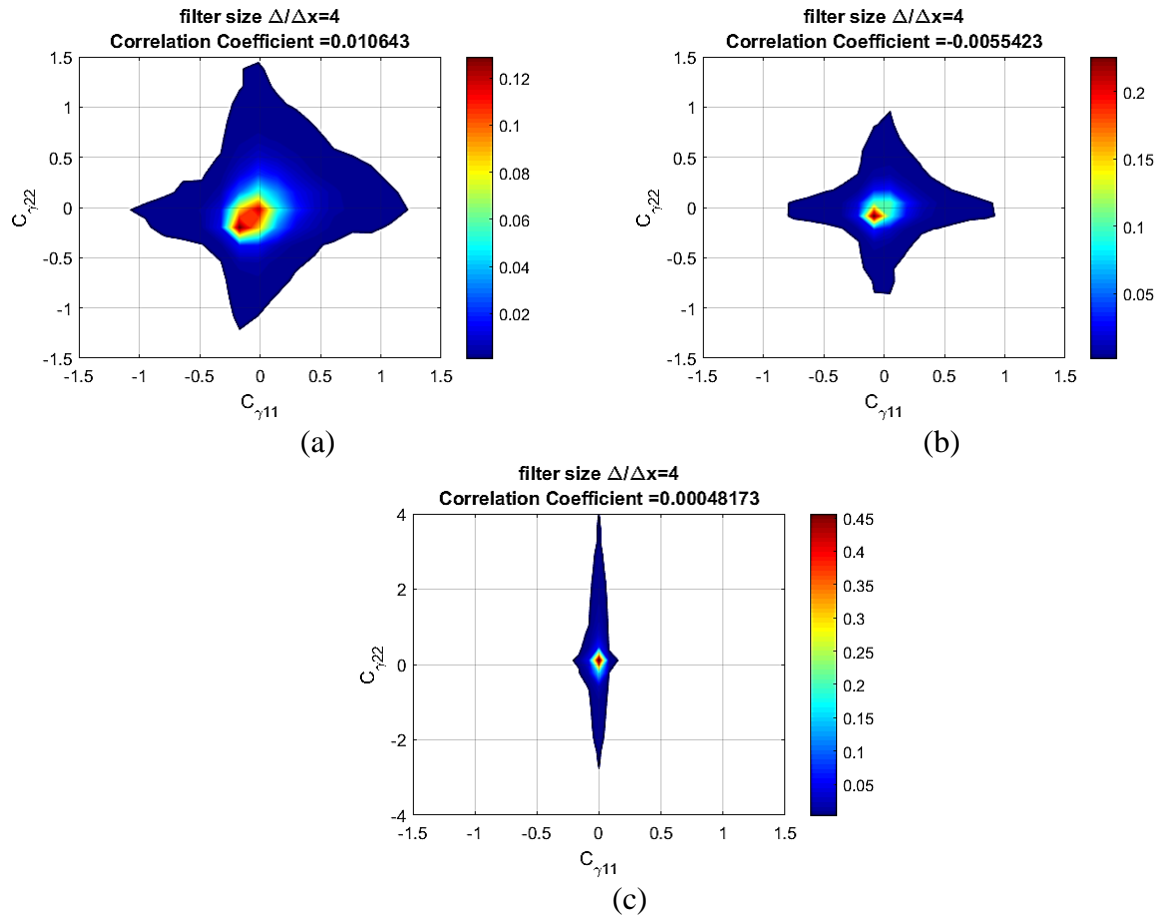 filter size Δ/Δx=4
Correlation Coefficient =0.010643
1.5
1
0.5
0
-0.5
-1
-1.5
-1.5 -1 -0.5 0 0.5 1 1.5
C γ22
C γ11
0.12
0.1
0.08
0.06
0.04
0.02
(a)
filter size Δ/Δx=4
Correlation Coefficient =-0.0055423
1.5
1
0.5
0
-0.5
-1
-1.5
-1.5 -1 -0.5 0 0.5 1 1.5
C γ22
C γ11
0.2
0.15
0.1
0.05
(b)
filter size Δ/Δx=4
Correlation Coefficient =0.00048173
4
2
0
-2
-4
-1.5 -1 -0.5 0 0.5 1 1.5
C γ22
C γ11
0.45
0.4
0.35
0.3
0.25
0.2
0.15
0.1
0.05
(c)